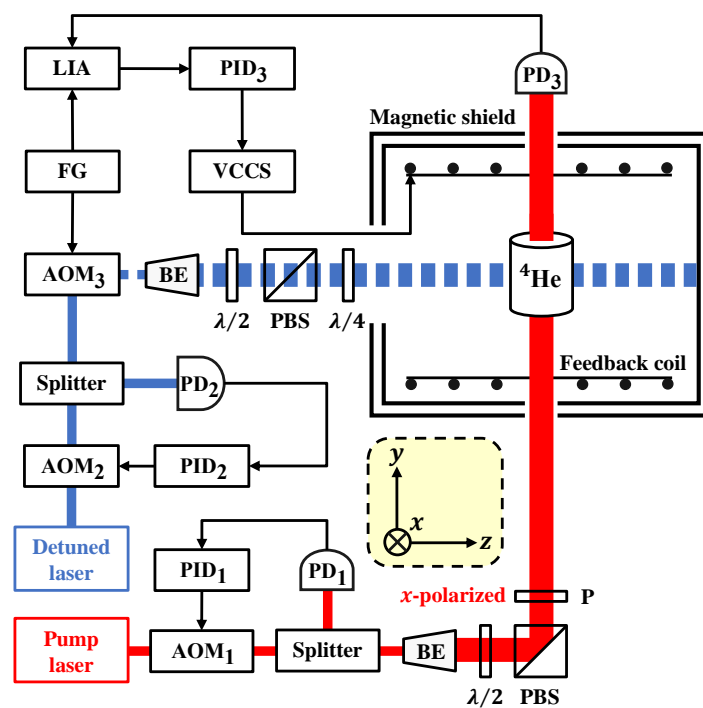 LIA
PID3
PD3
Magnetic shield
FG
VCCS
AOM3
BE
4He
λ/2
PBS
λ/4
Splitter
PD2
Feedback coil
AOM2
PID2
y
x
z
Detuned
laser
PID1
PD1
x-polarized
P
Pump
laser
AOM1
Splitter
BE
λ/2
PBS